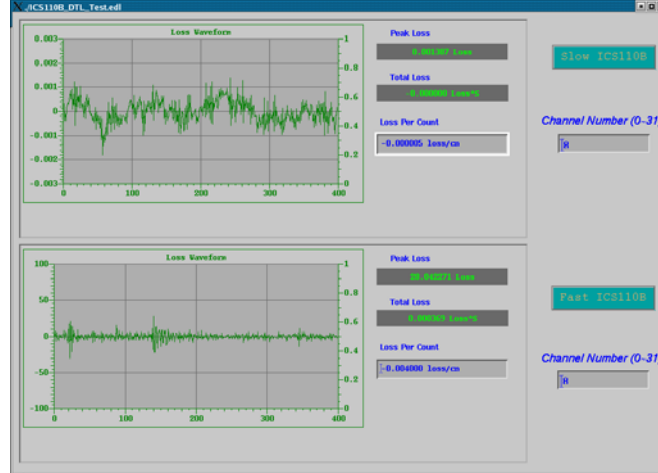 X ./ICS110B_DTL_Test.edl
Loss Waveform
0.003
0.002
0.001
0
-0.001
-0.002
-0.003
0 100 200 300 400
1
0.8
0.6
0.4
0.2
0
Peak Loss
0.001387 Loss
Total Loss
-0.000000 Loss*S
Loss Per Count
-0.000005 loss/cn
Slow ICS110B
Channel Number (0-31
8
Loss Waveform
100
50
0
-50
-100
0 100 200 300 400
1
0.8
0.6
0.4
0.2
0
Peak Loss
28.042271 Loss
Total Loss
0.000369 Loss*S
Loss Per Count
-0.004000 loss/cn
Fast ICS110B
Channel Number (0-31
8